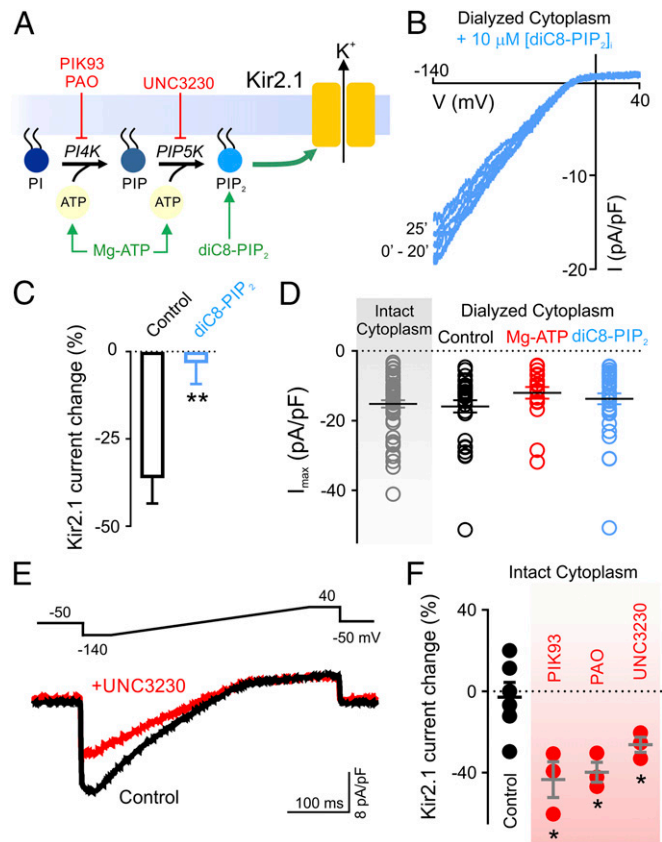 A
PIK93
PAO
UNC3230
Kir2.1
K+
PI4K
PIP5K
PI
PIP
PIP2
ATP
ATP
Mg-ATP
diC8-PIP2
B
Dialyzed Cytoplasm
+ 10 µM [diC8-PIP2]i
-140
40
V (mV)
-10
25'
0' - 20'
-20
I (pA/pF)
C
Control
diC8-PIP2
Kir2.1 current change (%)
0
-25
-50
**
D
Intact
Cytoplasm
Dialyzed Cytoplasm
Control
Mg-ATP
diC8-PIP2
Imax (pA/pF)
0
-20
-40
E
-50
40
-140
-50 mV
+UNC3230
Control
100 ms
8 pA/pF
F
Intact Cytoplasm
Kir2.1 current change (%)
40
0
-40
-80
Control
PIK93
PAO
UNC3230
*
*
*